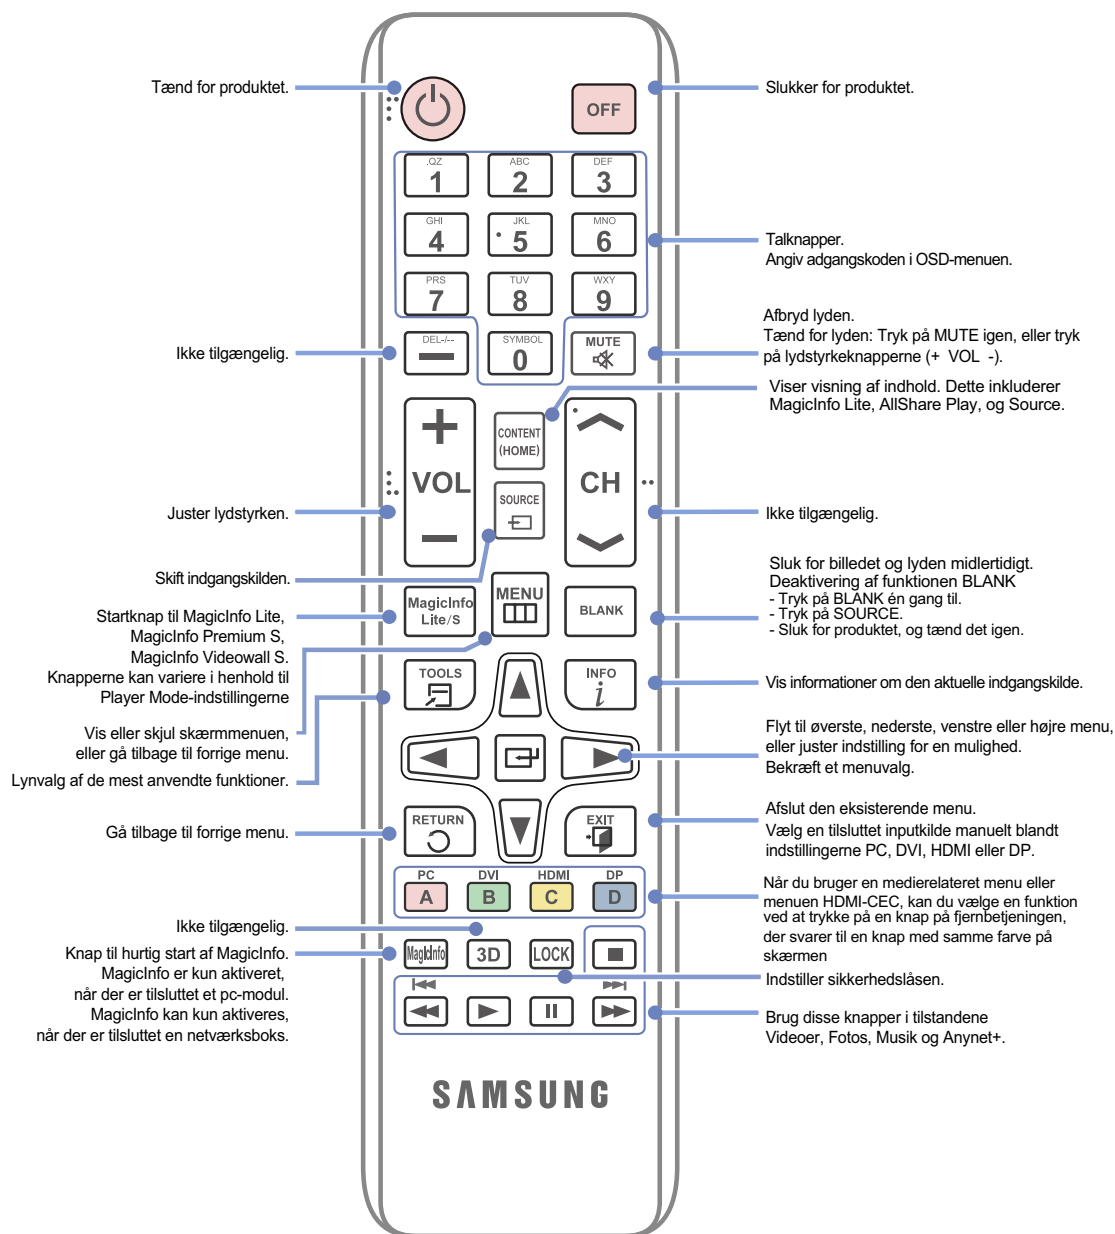 Tænd for produktet.
Slukker for produktet.
OFF
.QZ
1
ABC
2
DEF
3
GHI
4
JKL
5
MNO
6
Talknapper.
Angiv adgangskoden i OSD-menuen.
PRS
7
TUV
8
WXY
9
Ikke tilgængelig.
DEL-/--
SYMBOL
0
MUTE
Afbryd lyden.
Tænd for lyden: Tryk på MUTE igen, eller tryk
på lydstyrkeknapperne (+ VOL -).
Viser visning af indhold. Dette inkluderer
MagicInfo Lite, AllShare Play, og Source.
CONTENT
(HOME)
VOL
CH
SOURCE
Juster lydstyrken.
Ikke tilgængelig.
Skift indgangskilden.
Sluk for billedet og lyden midlertidigt.
Deaktivering af funktionen BLANK
- Tryk på BLANK én gang til.
- Tryk på SOURCE.
- Sluk for produktet, og tænd det igen.
MagicInfo
Lite/S
MENU
BLANK
Startknap til MagicInfo Lite,
MagicInfo Premium S,
MagicInfo Videowall S.
Knapperne kan variere i henhold til
Player Mode-indstillingerne
TOOLS
INFO
i
Vis informationer om den aktuelle indgangskilde.
Vis eller skjul skærmmenuen,
eller gå tilbage til forrige menu.
Flyt til øverste, nederste, venstre eller højre menu,
eller juster indstilling for en mulighed.
Bekræft et menuvalg.
Lynvalg af de mest anvendte funktioner.
RETURN
EXIT
Gå tilbage til forrige menu.
Afslut den eksisterende menu.
Vælg en tilsluttet inputkilde manuelt blandt
indstillingerne PC, DVI, HDMI eller DP.
PC
DVI
HDMI
DP
A
B
C
D
Når du bruger en medierelateret menu eller
menuen HDMI-CEC, kan du vælge en funktion
ved at trykke på en knap på fjernbetjeningen,
der svarer til en knap med samme farve på
skærmen
Ikke tilgængelig.
MagicInfo
3D
LOCK
Knap til hurtig start af MagicInfo.
MagicInfo er kun aktiveret,
når der er tilsluttet et pc-modul.
MagicInfo kan kun aktiveres,
når der er tilsluttet en netværksboks.
Indstiller sikkerhedslåsen.
Brug disse knapper i tilstandene
Videoer, Fotos, Musik og Anynet+.
SAMSUNG